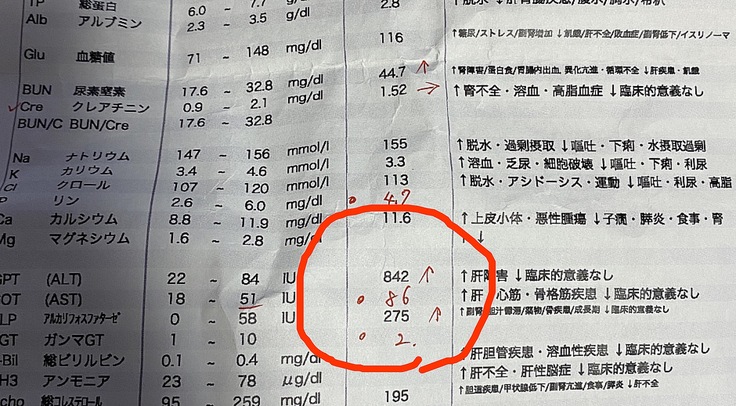 TP 総蛋白 6.0 ~ 7.7 g/dl 2.8
Alb アルブミン 2.3 ~ 3.5 g/dl
Glu 血糖値 71 ~ 148 mg/dl 116 ↑糖尿/ストレス/副腎増加 ↓飢餓/肝不全/敗血症/副腎低下/イスリノーマ
BUN 尿素窒素 17.6 ~ 32.8 mg/dl 44.7 ↑ ↑腎障害/蛋白食/胃腸内出血, 異化亢進・循環不全 ↓肝疾患・飢餓
✓Cre クレアチニン 0.9 ~ 2.1 mg/dl 1.52 → ↑腎不全・溶血・高脂血症 ↓臨床的意義なし
BUN/C BUN/Cre 17.6 ~ 32.8
Na ナトリウム 147 ~ 156 mmol/l 155 ↑脱水・過剰摂取 ↓嘔吐・下痢・水摂取過剰
K カリウム 3.4 ~ 4.6 mmol/l 3.3 ↑溶血・乏尿・細胞破壊 ↓嘔吐・下痢・利尿
Cl クロール 107 ~ 120 mmol/l 113 ↑脱水・アシドーシス・運動 ↓嘔吐・利尿・高脂
P リン 2.6 ~ 6.0 mg/dl 4.7
Ca カルシウム 8.8 ~ 11.9 mg/dl 11.6 ↑上皮小体・悪性腫瘍 ↓子癇・膵炎・食事・腎
Mg マグネシウム 1.6 ~ 2.8 mg/dl ↑ ↓
GPT (ALT) 22 ~ 84 IU 842 ↑ ↑肝障害 ↓臨床的意義なし
GOT (AST) 18 ~ 51 IU 86 ↑肝・心筋・骨格筋疾患 ↓臨床的意義なし
ALP アルカリフォスファターゼ 0 ~ 58 IU 275 ↑ ↑副腎/胆汁鬱滞/薬物/骨疾患/成長期 ↓臨床的意義なし
GGT ガンマGT 1 ~ 10 2.
T-Bil 総ビリルビン 0.1 ~ 0.4 mg/dl ↑肝胆管疾患・溶血性疾患 ↓臨床的意義なし
NH3 アンモニア 23 ~ 78 μg/dl ↑肝不全・肝性脳症 ↓臨床的意義なし
Tcho 総コレステロール 95 ~ 259 mg/dl 195 ↑胆道疾患/甲状腺低下/副腎亢進/食事/膵炎 ↓肝不全